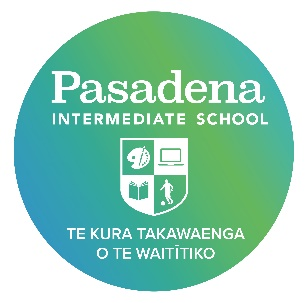 Pasadena
INTERMEDIATE SCHOOL
TE KURA TAKAWAENGA
O TE WAITĪTIKO